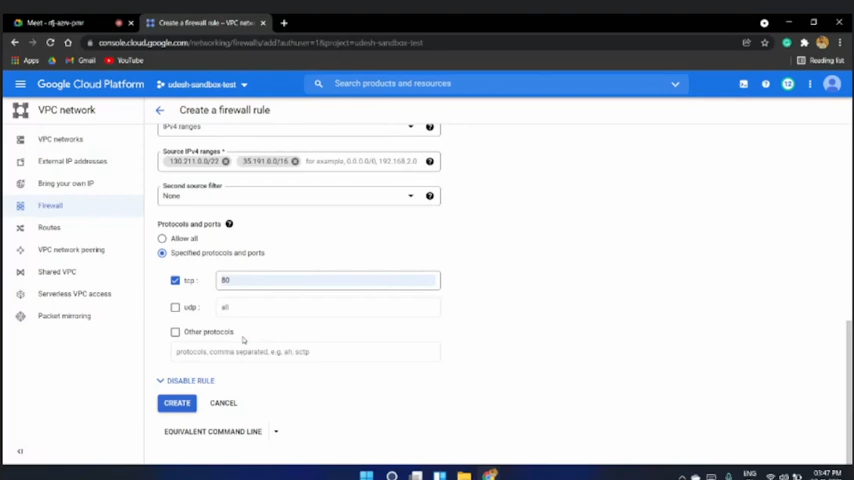 Meet - rfj-azrv-pmr
Create a firewall rule – VPC netw
console.cloud.google.com/networking/firewalls/add?authuser=1&project=udesh-sandbox-test
Reading list
Apps
Gmail
YouTube
Google Cloud Platform
udesh-sandbox-test
Search products and resources
12
VPC network
Create a firewall rule
VPC networks
External IP addresses
Bring your own IP
Firewall
Routes
VPC network peering
Shared VPC
Serverless VPC access
Packet mirroring
IPv4 ranges
Source IPv4 ranges *
130.211.0.0/22
35.191.0.0/16
for example, 0.0.0.0/0, 192.168.2.0
Second source filter
None
Protocols and ports
Allow all
Specified protocols and ports
tcp :
80
udp :
all
Other protocols
protocols, comma separated, e.g. ah, sctp
DISABLE RULE
CREATE
CANCEL
EQUIVALENT COMMAND LINE
ENG
03:47 PM